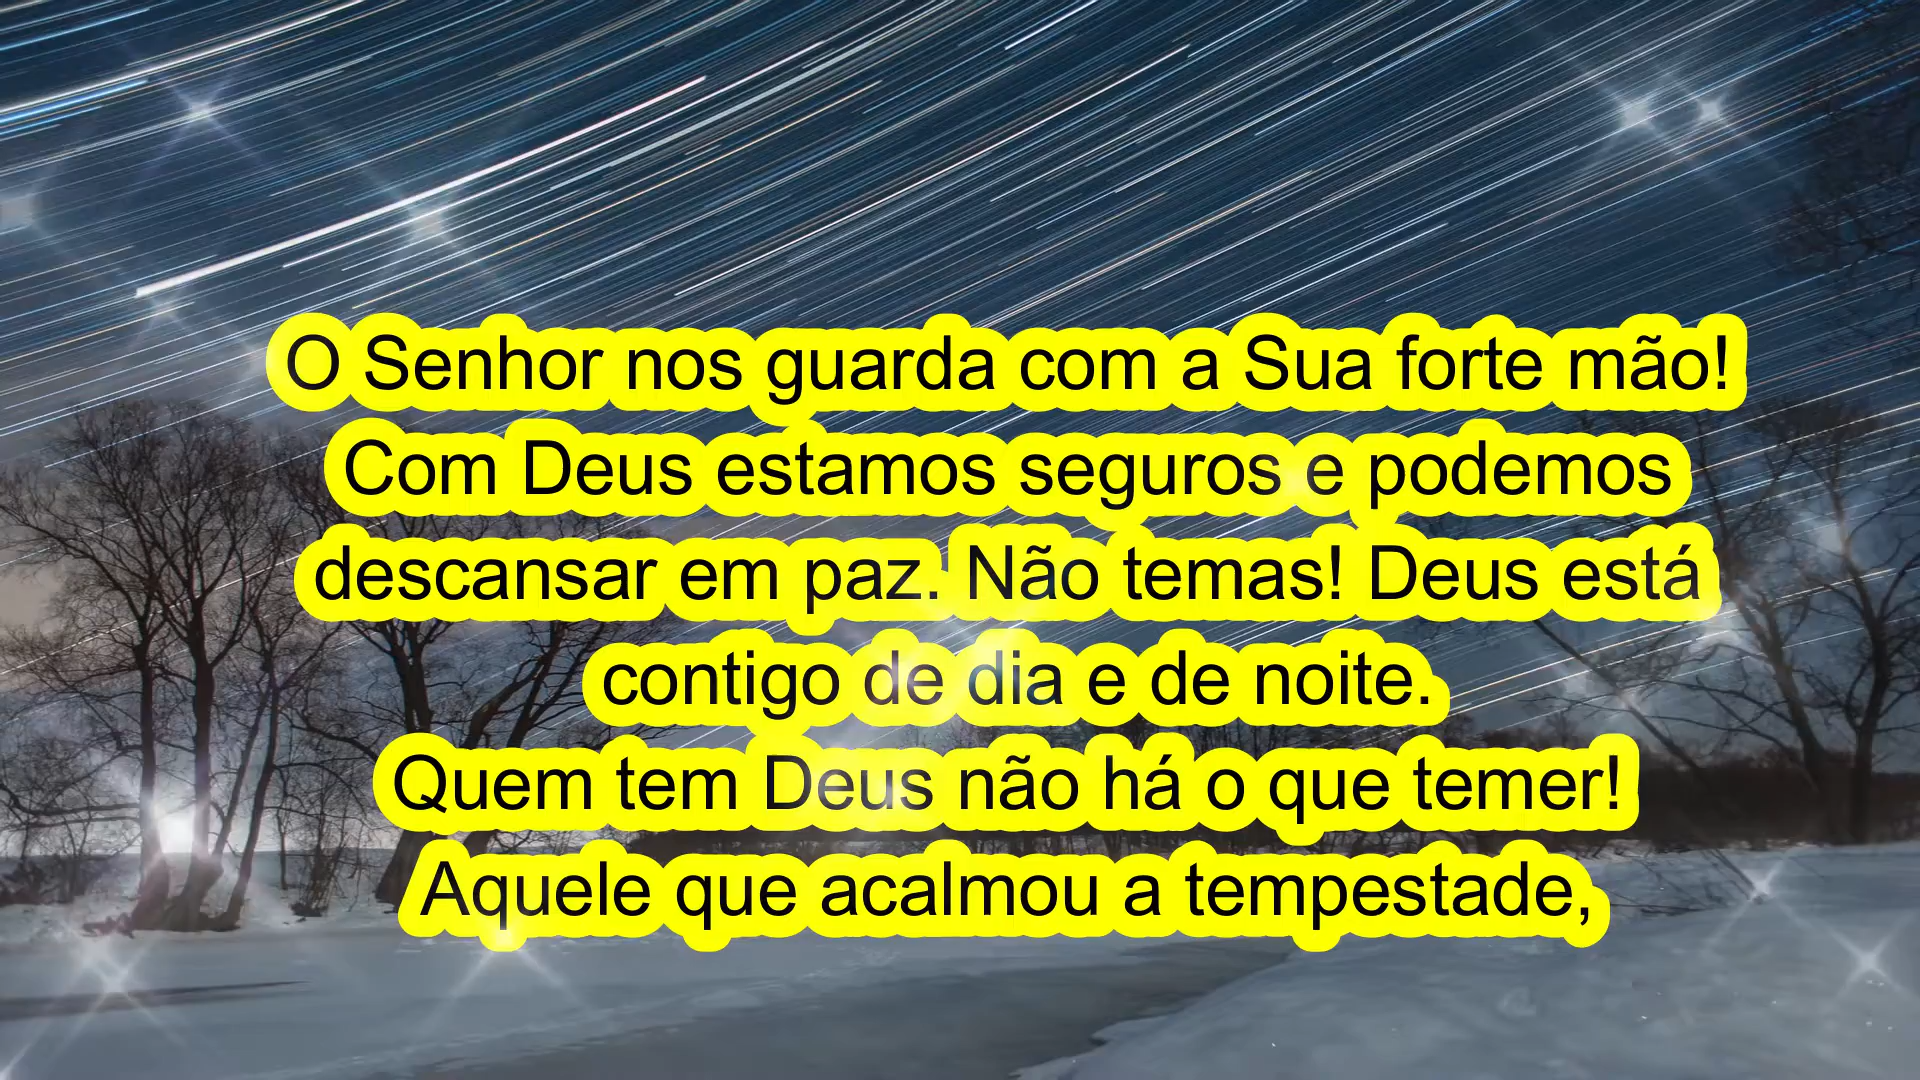 O Senhor nos guarda com a Sua forte mão!
Com Deus estamos seguros e podemos
descansar em paz. Não temas! Deus está
contigo de dia e de noite.
Quem tem Deus não há o que temer!
Aquele que acalmou a tempestade,